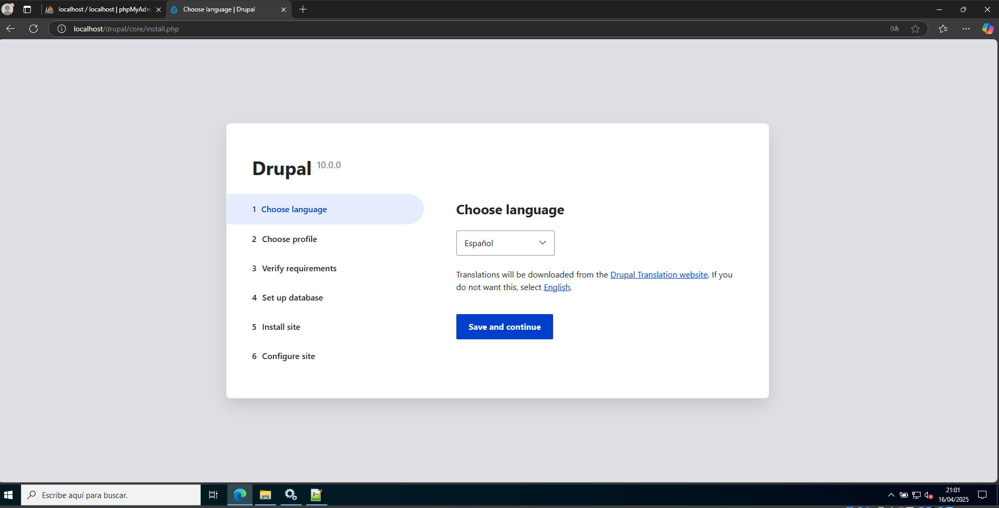 localhost / localhost | phpMyAdm
Choose language | Drupal
localhost/drupal/core/install.php
aあ
Drupal 10.0.0
1 Choose language
2 Choose profile
3 Verify requirements
4 Set up database
5 Install site
6 Configure site
Choose language
Español
Translations will be downloaded from the Drupal Translation website. If you
do not want this, select English.
Save and continue
Escribe aquí para buscar.
21:01
16/04/2025